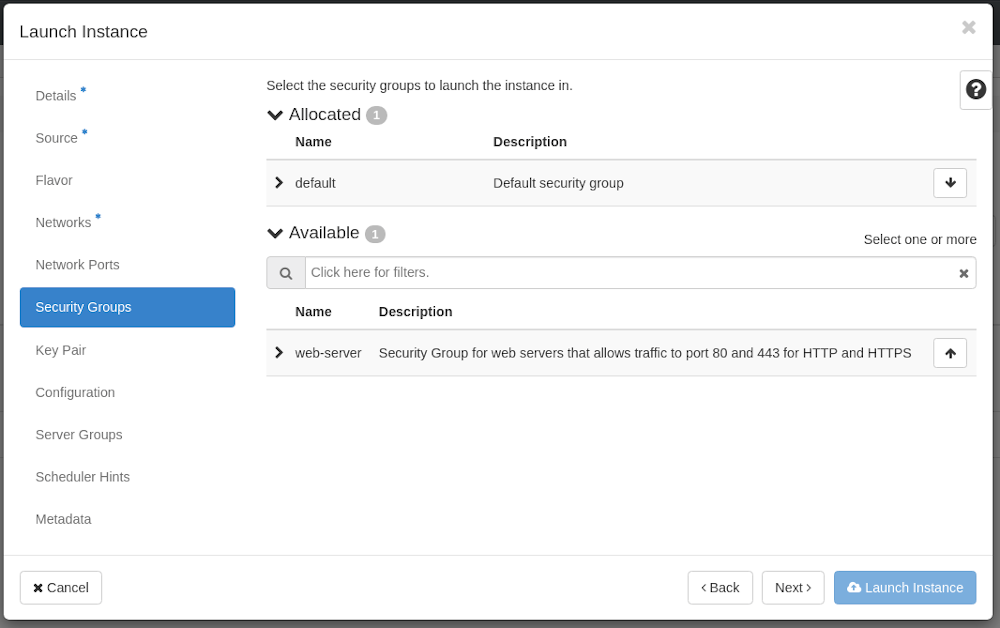 Launch Instance
Details *
Source *
Flavor
Networks *
Network Ports
Security Groups
Key Pair
Configuration
Server Groups
Scheduler Hints
Metadata
Select the security groups to launch the instance in.
Allocated 1
Name Description
default Default security group
Available 1
Select one or more
Click here for filters.
Name Description
web-server Security Group for web servers that allows traffic to port 80 and 443 for HTTP and HTTPS
Cancel
‹ Back
Next ›
Launch Instance